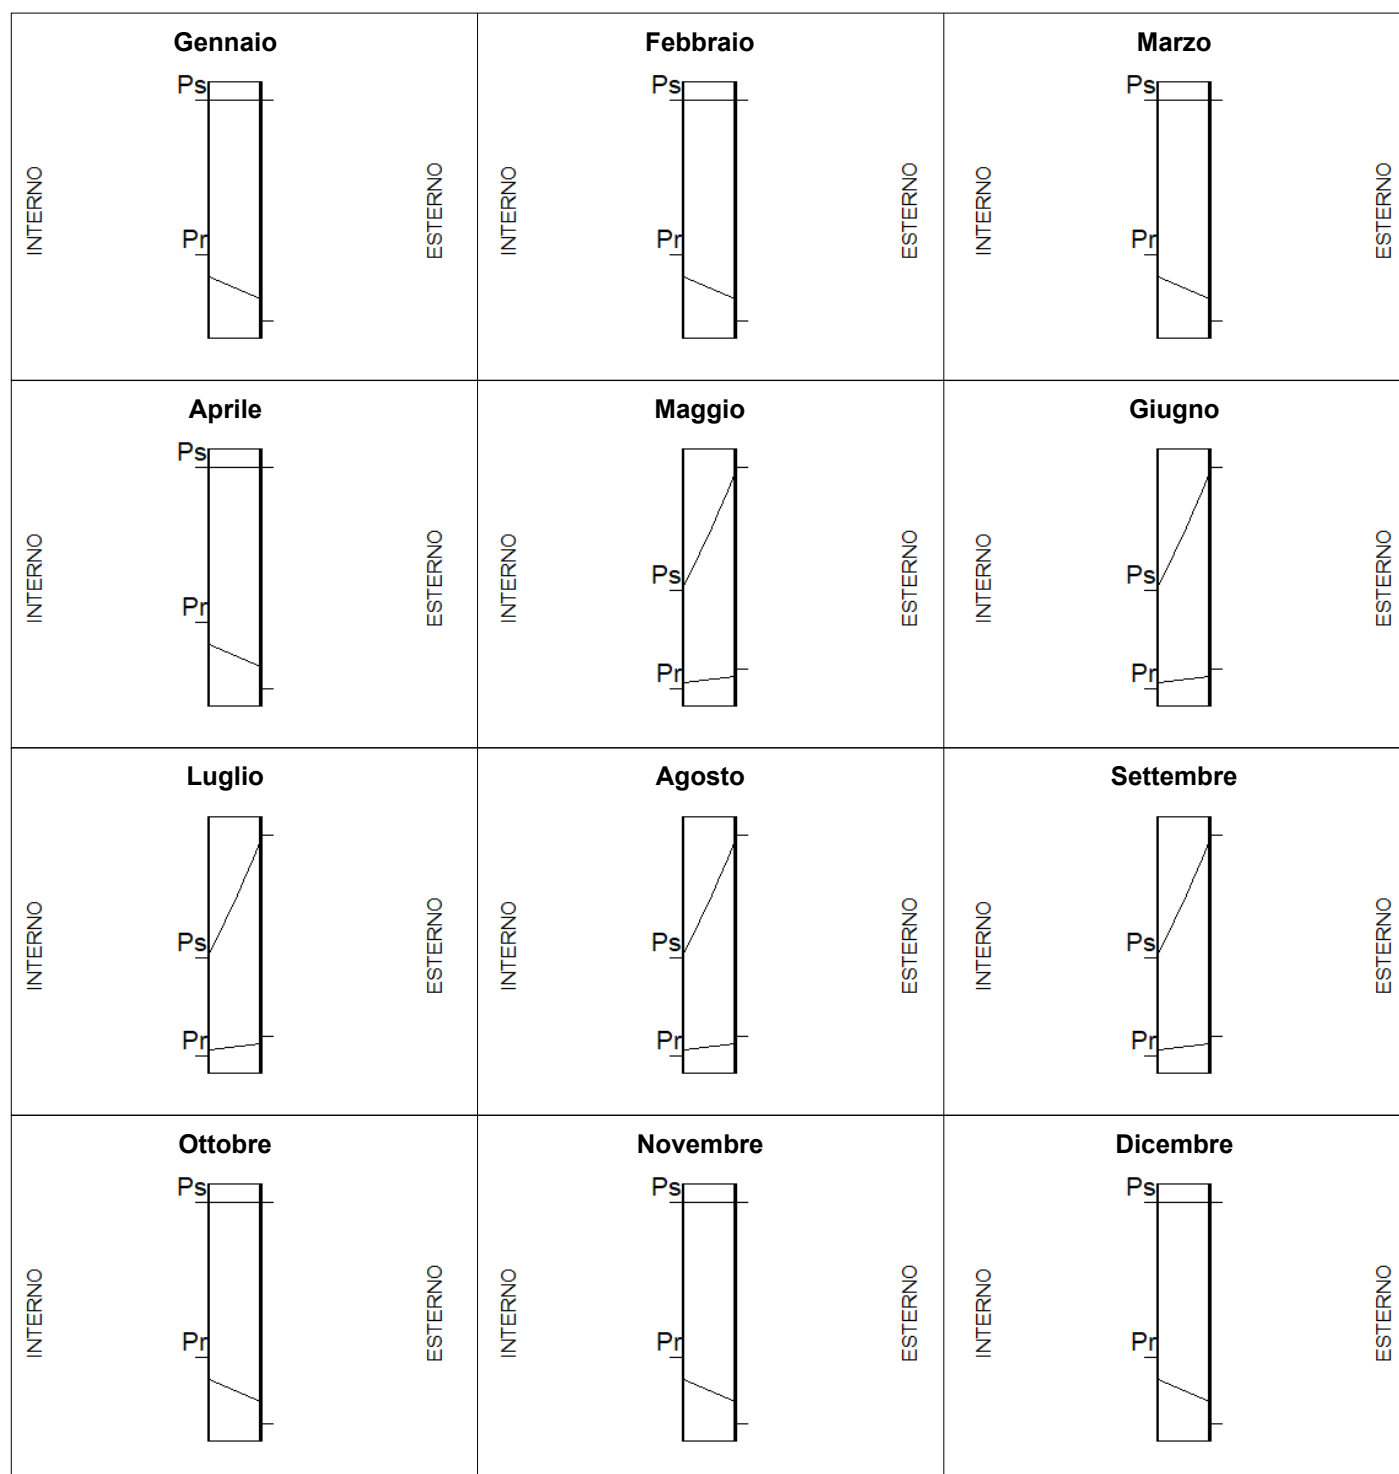 Gennaio
Ps
Pr
INTERNO
ESTERNO
Febbraio
Ps
Pr
INTERNO
ESTERNO
Marzo
Ps
Pr
INTERNO
ESTERNO
Aprile
Ps
Pr
INTERNO
ESTERNO
Maggio
Ps
Pr
INTERNO
ESTERNO
Giugno
Ps
Pr
INTERNO
ESTERNO
Luglio
Ps
Pr
INTERNO
ESTERNO
Agosto
Ps
Pr
INTERNO
ESTERNO
Settembre
Ps
Pr
INTERNO
ESTERNO
Ottobre
Ps
Pr
INTERNO
ESTERNO
Novembre
Ps
Pr
INTERNO
ESTERNO
Dicembre
Ps
Pr
INTERNO
ESTERNO